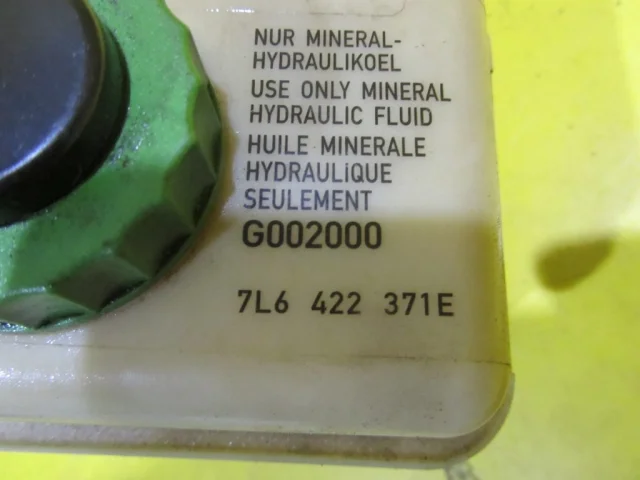 NUR MINERAL-
HYDRAULIKOEL
USE ONLY MINERAL
HYDRAULIC FLUID
HUILE MINERALE
HYDRAULiQUE
SEULEMENT
G002000
7L6 422 371E